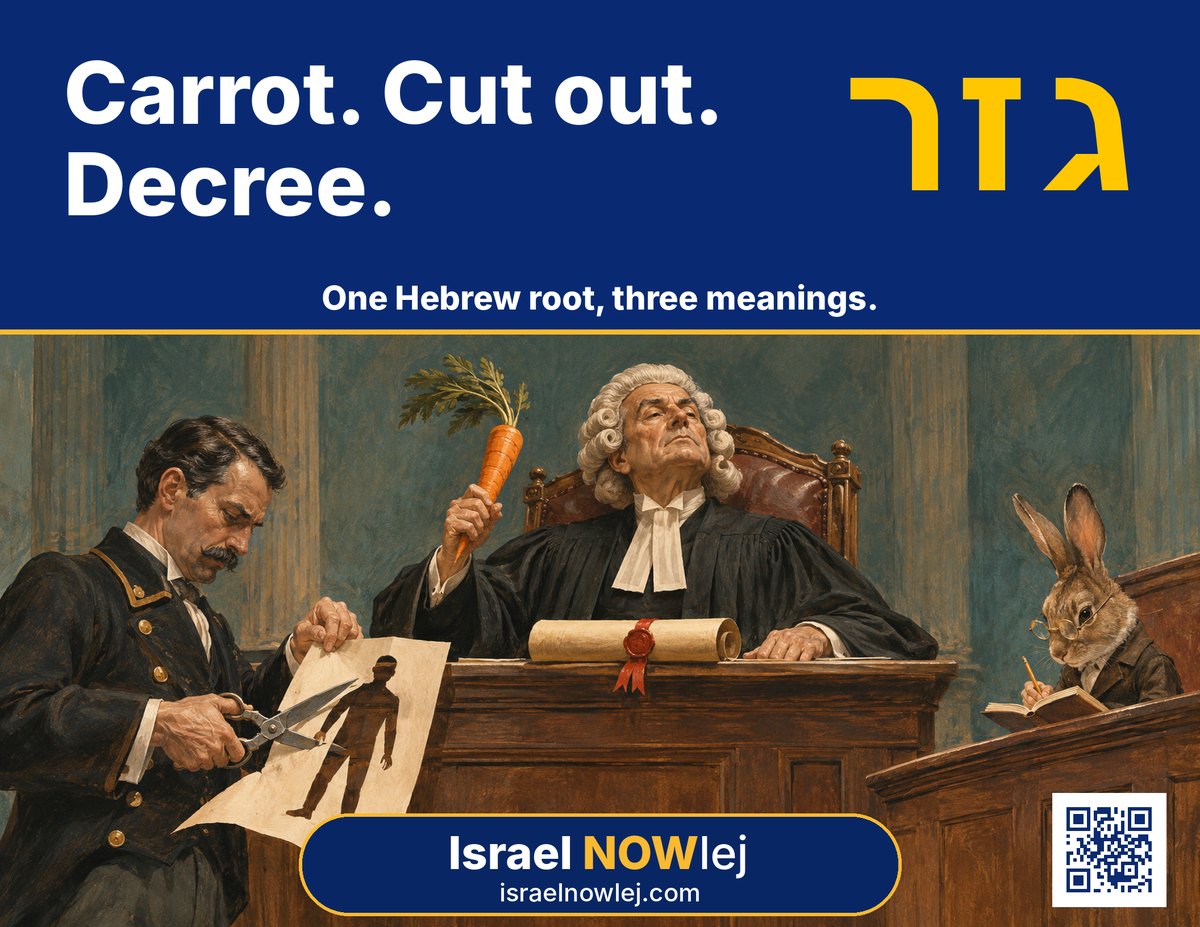 Carrot. Cut out.
Decree.
גזר
One Hebrew root, three meanings.
Israel NOWlej
israelnowlej.com